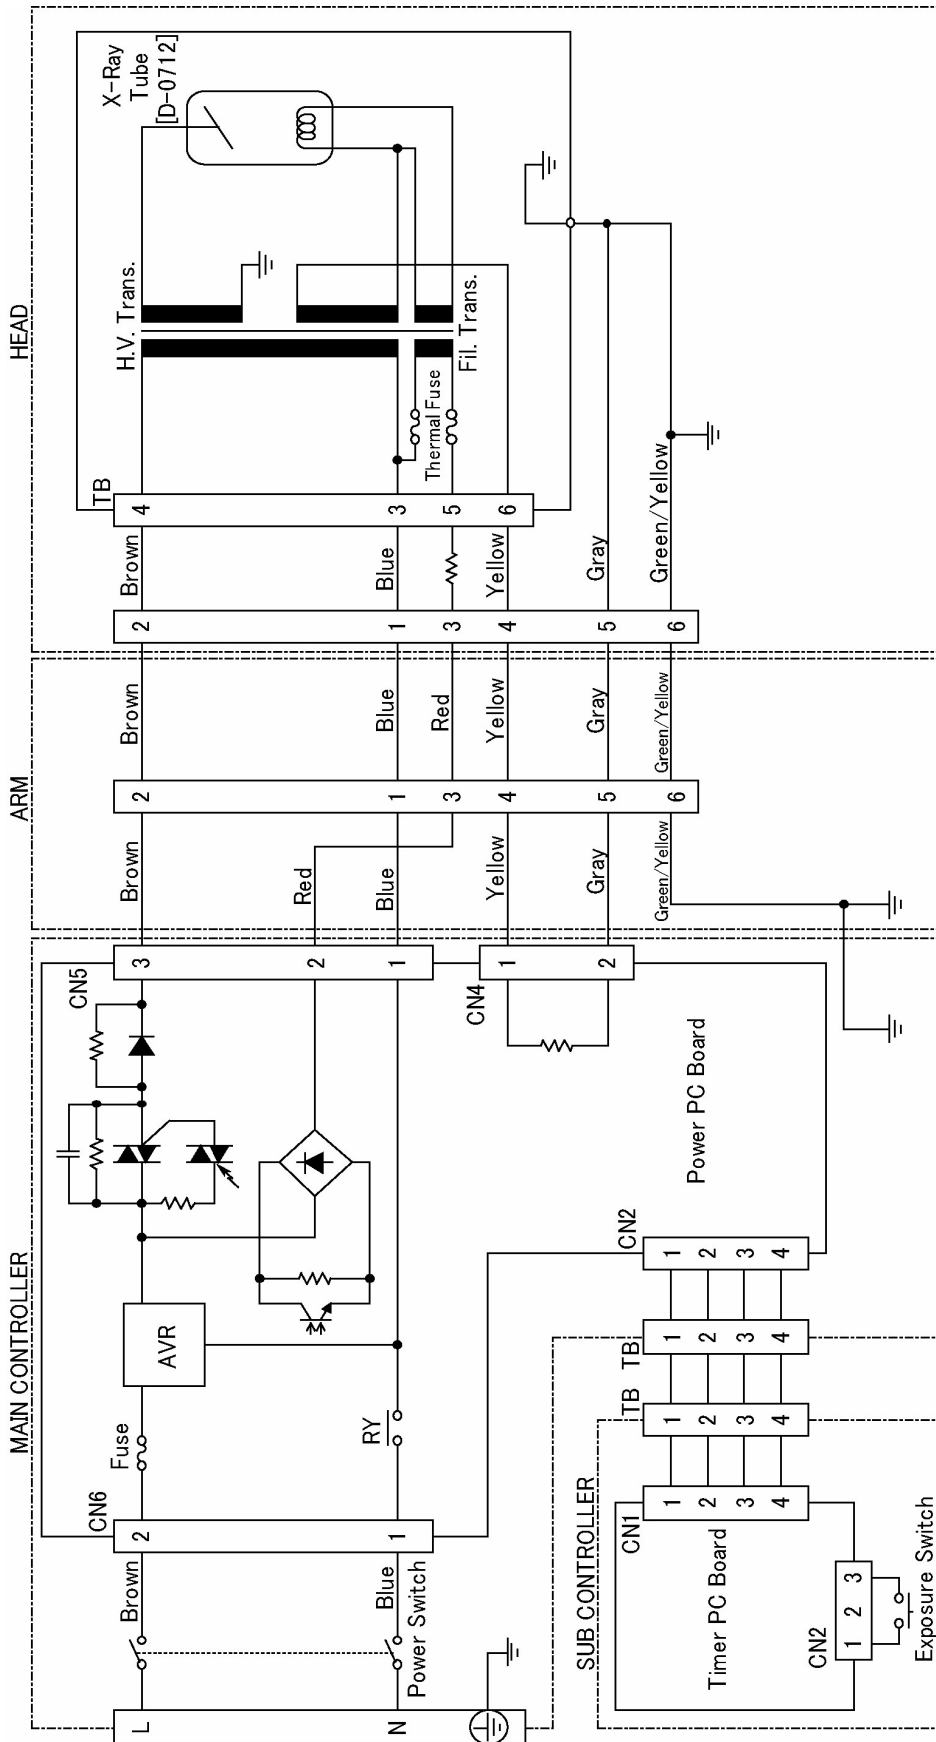 MAIN CONTROLLER
ARM
HEAD
X-Ray
Tube
[D-0712]
H.V. Trans.
Fil. Trans.
Thermal Fuse
TB
4
3
5
6
Brown
Blue
Yellow
Gray
Green/Yellow
2
1
3
4
5
6
Brown
Blue
Red
Yellow
Gray
Green/Yellow
2
1
3
4
5
6
Brown
Red
Blue
Yellow
Gray
Green/Yellow
CN5
3
2
1
CN4
1
2
Power PC Board
AVR
Fuse
RY
CN6
2
1
Brown
Blue
Power Switch
L
N
CN2
1
2
3
4
TB
1
2
3
4
TB
1
2
3
4
SUB CONTROLLER
CN1
1
2
3
4
Timer PC Board
CN2
1
2
3
Exposure Switch